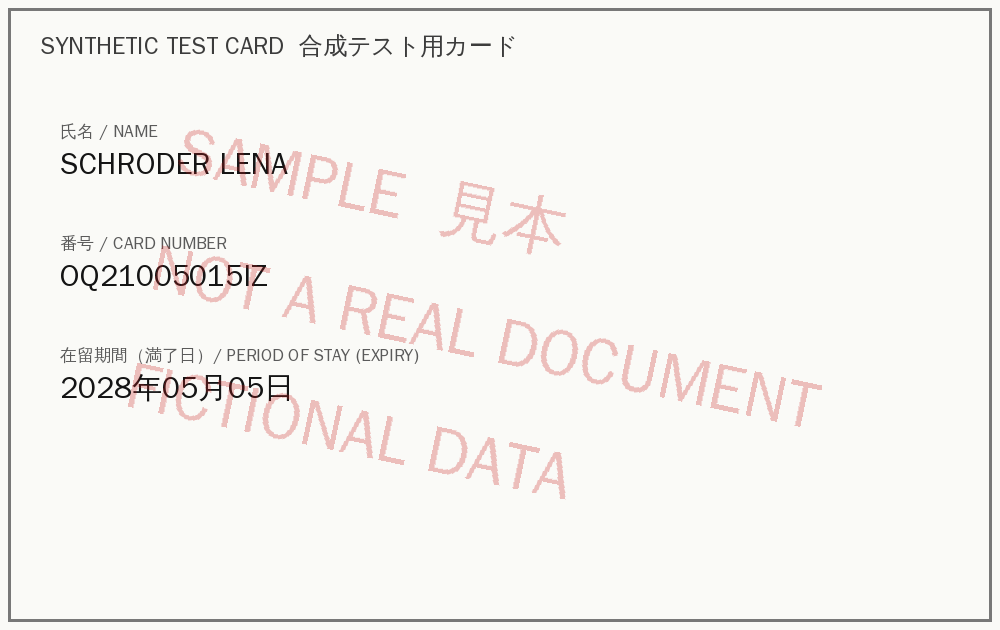 SYNTHETIC TEST CARD 合成テスト用カード
氏名 / NAME
SCHRODER LENA
番号 / CARD NUMBER
OQ21005015IZ
在留期間（満了日）/ PERIOD OF STAY (EXPIRY)
2028年05月05日
SAMPLE 見本
NOT A REAL DOCUMENT
FICTIONAL DATA